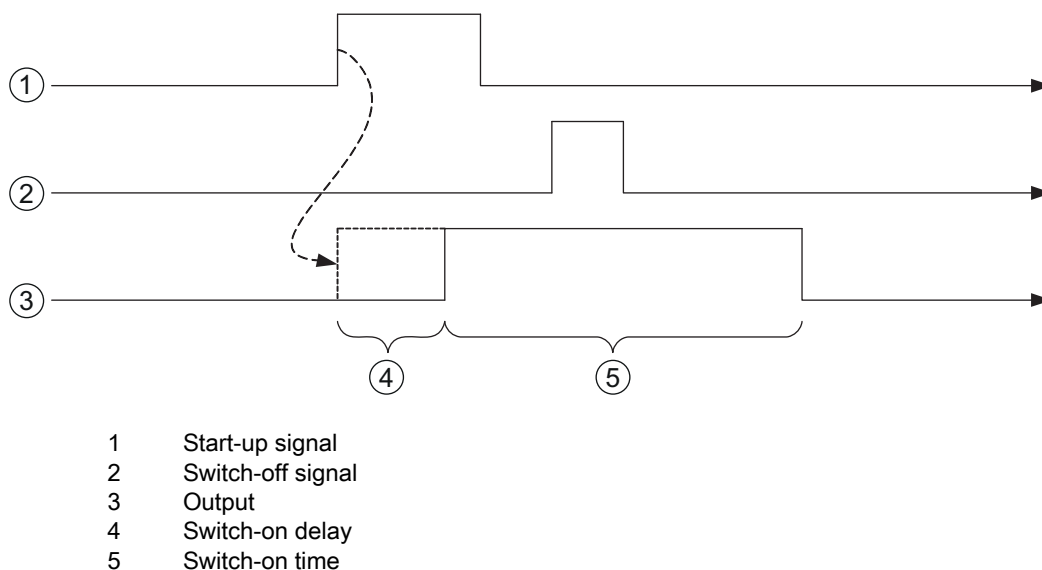 1
2
3
4 5
1 Start-up signal
2 Switch-off signal
3 Output
4 Switch-on delay
5 Switch-on time